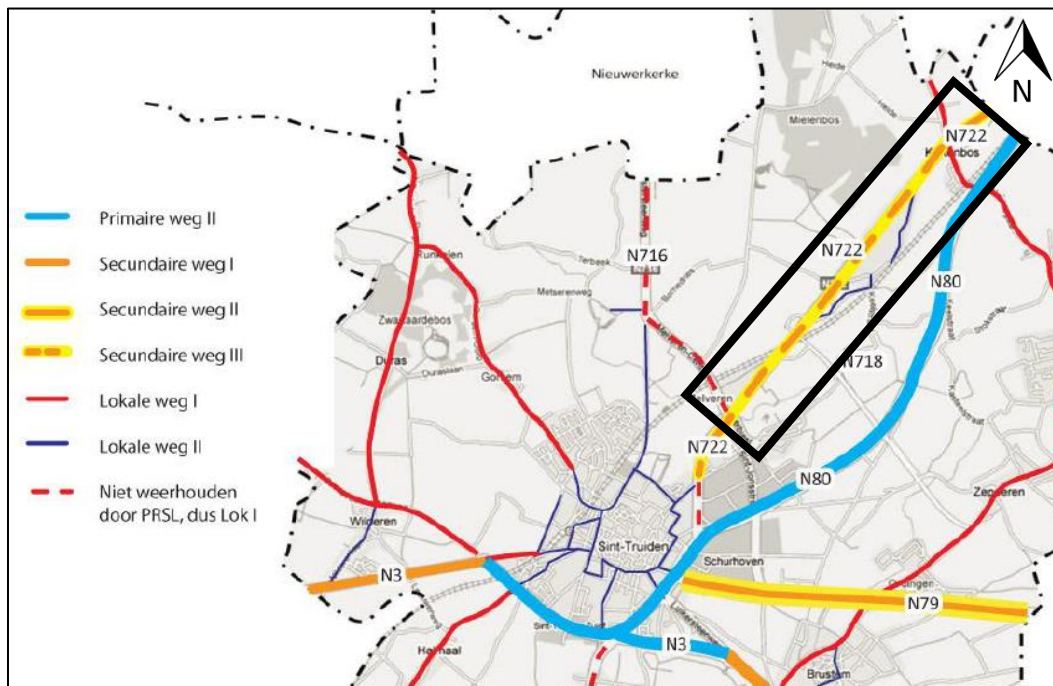 Nieuwerkerke
N
Heide
Heide
Mielenbos
N722
Primaire weg II
Secundaire weg I
Secundaire weg II
Secundaire weg III
Lokale weg I
Lokale weg II
Niet weerhouden
door PRSL, dus Lok I
Runkelen
Terbeek
N716
Metserenweg
N722
N80
Duras
Duraslaan
Gorsem
N718
Melveren
N722
N80
Zepperen
Wilderen
Sint-Truiden
Schurhoven
N3
N79
N3
Brustem